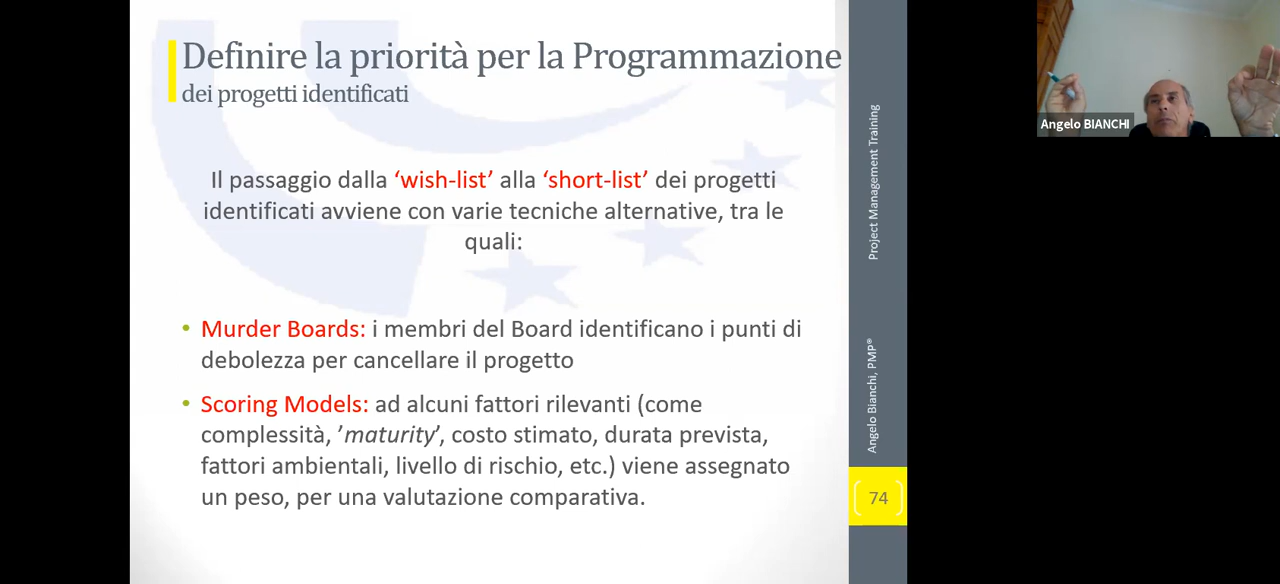 Definire la priorità per la Programmazione
dei progetti identificati
Il passaggio dalla ‘wish-list’ alla ‘short-list’ dei progetti
identificati avviene con varie tecniche alternative, tra le
quali:
• Murder Boards: i membri del Board identificano i punti di
debolezza per cancellare il progetto
• Scoring Models: ad alcuni fattori rilevanti (come
complessità, ’maturity’, costo stimato, durata prevista,
fattori ambientali, livello di rischio, etc.) viene assegnato
un peso, per una valutazione comparativa.
Project Management Training
Angelo Bianchi, PMP®
74
Angelo BIANCHI